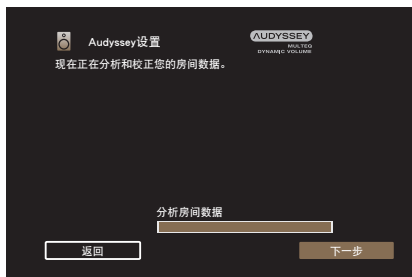 Audyssey设置
AUDYSSEY
MULTEQ
DYNAMIC VOLUME
现在正在分析和校正您的房间数据。
分析房间数据
返回
下一步